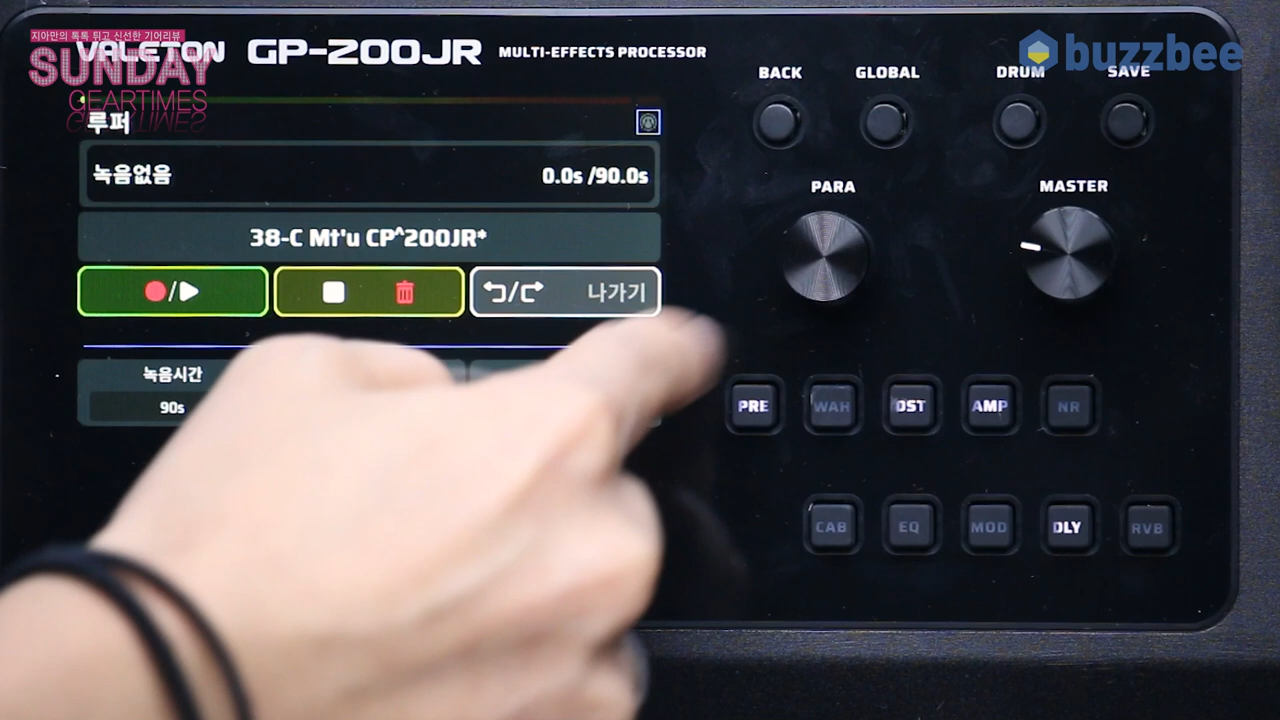 지아만의 톡톡 튀고 신선한 기어리뷰
SUNDAY
GEARTIMES
buzzbee
VALETON GP-200JR MULTI-EFFECTS PROCESSOR
BACK GLOBAL DRUM SAVE
루퍼
녹음없음 0.0s /90.0s
PARA MASTER
38-C Mt'u CP^200JR*
/ / 나가기
녹음시간
90s
PRE WAH DST AMP NR
CAB EQ MOD DLY RVB